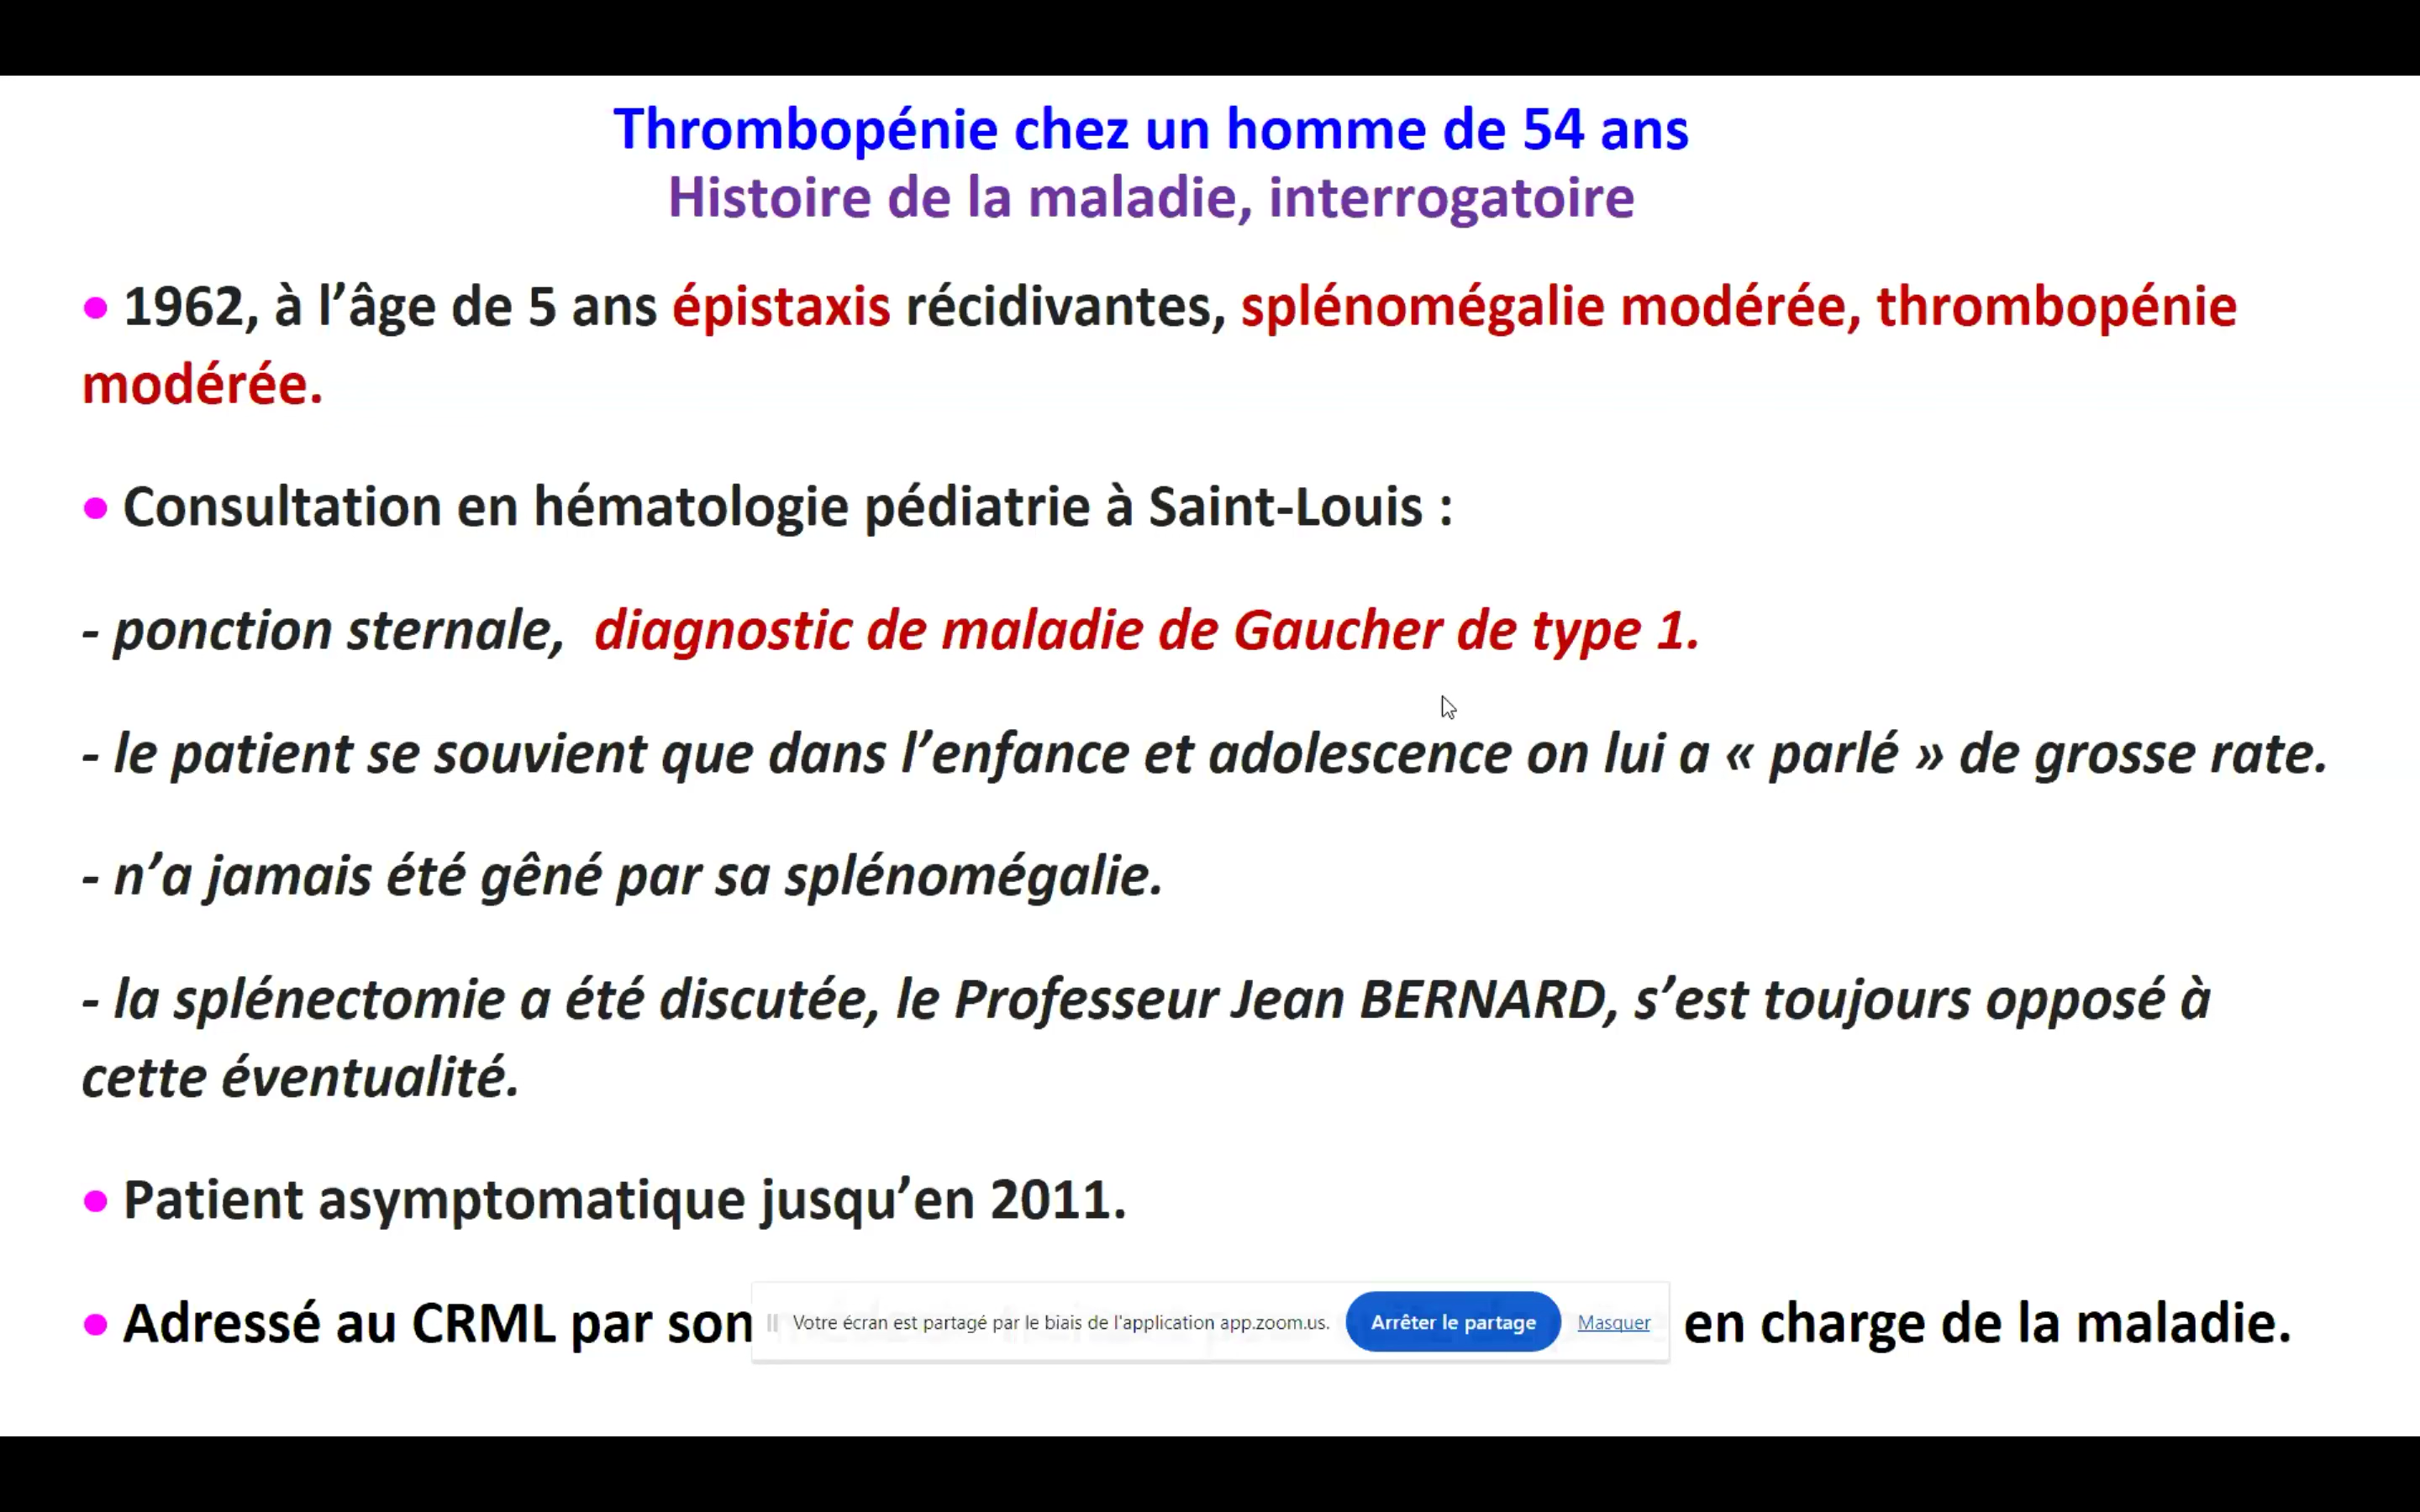 Thrombopénie chez un homme de 54 ans
Histoire de la maladie, interrogatoire
• 1962, à l’âge de 5 ans épistaxis récidivantes, splénomégalie modérée, thrombopénie
modérée.
• Consultation en hématologie pédiatrie à Saint-Louis :
- ponction sternale, diagnostic de maladie de Gaucher de type 1.
- le patient se souvient que dans l’enfance et adolescence on lui a « parlé » de grosse rate.
- n’a jamais été gêné par sa splénomégalie.
- la splénectomie a été discutée, le Professeur Jean BERNARD, s’est toujours opposé à
cette éventualité.
• Patient asymptomatique jusqu’en 2011.
• Adressé au CRML par son en charge de la maladie.
Votre écran est partagé par le biais de l'application app.zoom.us. Arrêter le partage Masquer